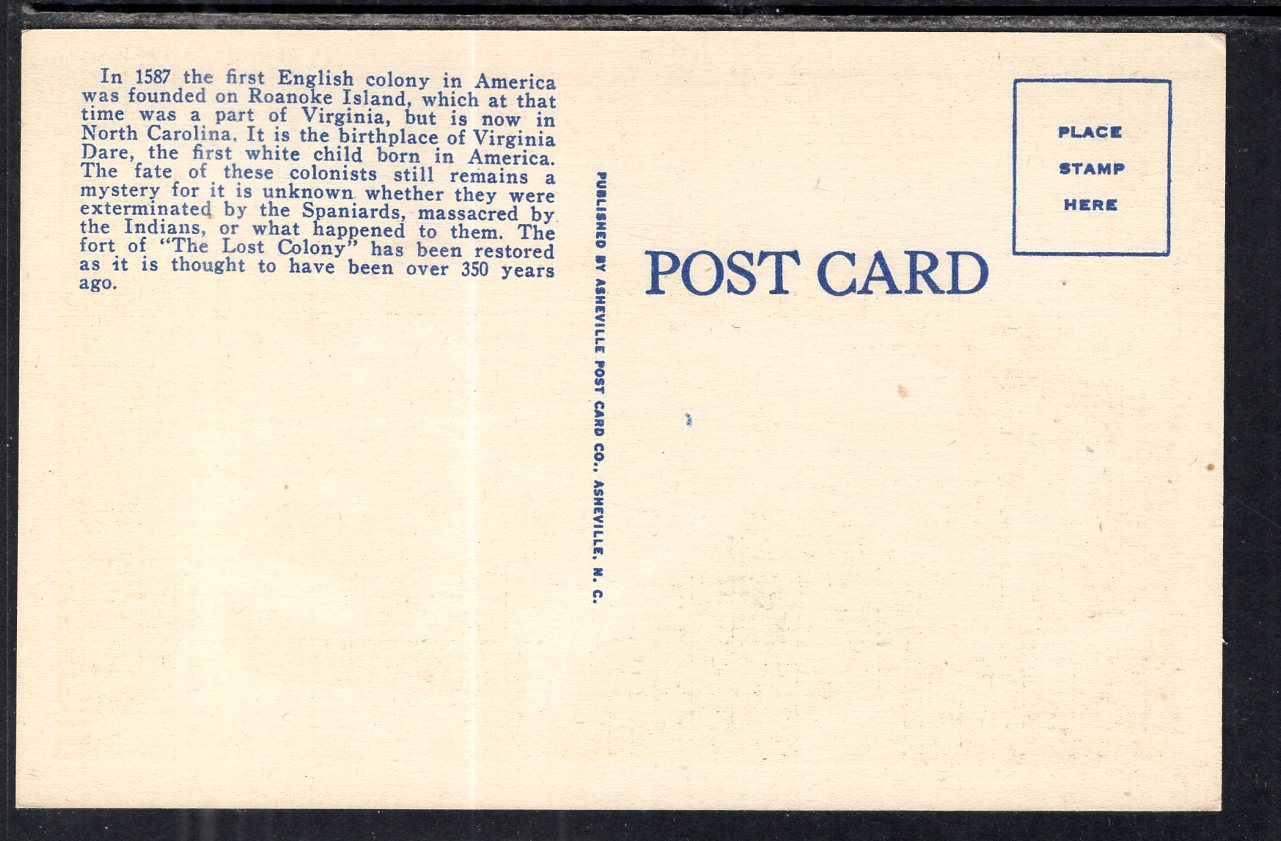 In 1587 the first English colony in America
was founded on Roanoke Island, which at that
time was a part of Virginia, but is now in
North Carolina. It is the birthplace of Virginia
Dare, the first white child born in America.
The fate of these colonists still remains a
mystery for it is unknown whether they were
exterminated by the Spaniards, massacred by
the Indians, or what happened to them. The
fort of “The Lost Colony” has been restored
as it is thought to have been over 350 years
ago.
PUBLISHED BY ASHEVILLE POST CARD CO., ASHEVILLE, N. C.
POST CARD
PLACE
STAMP
HERE